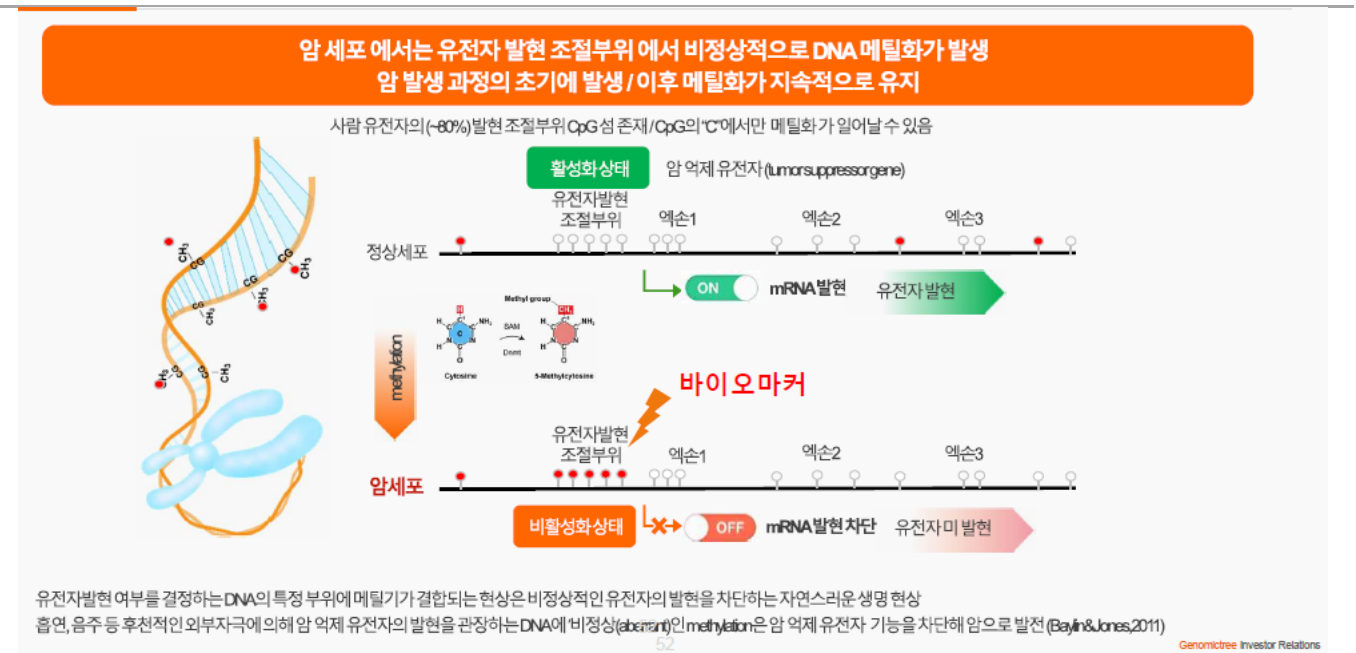 암 세포 에서는 유전자 발현 조절부위 에서 비정상적으로 DNA 메틸화가 발생
암 발생 과정의 초기에 발생 / 이후 메틸화가 지속적으로 유지
사람 유전자의 (~80%) 발현 조절부위 CpG 섬 존재 / CpG의 "C"에서만 메틸화가 일어날 수 있음
활성화 상태
암 억제 유전자 (tumor suppressor gene)
유전자발현
조절부위
엑손1
엑손2
엑손3
정상세포
ON
mRNA 발현
유전자 발현
CH3
CG
CG
CH3
CG
CH3
CG
CH3
CH3
CG
CG
CH3
methylation
Methyl group
H
CH3
H
C
C
NH2
SAM
Dnmt
H
N
O
Cytosine
H
C
C
NH2
H
N
O
5-Methylcytosine
바이오마커
유전자발현
조절부위
엑손1
엑손2
엑손3
암세포
비활성화 상태
OFF
mRNA 발현 차단
유전자 미 발현
유전자발현 여부를 결정하는 DNA의 특정 부위에 메틸기가 결합되는 현상은 비정상적인 유전자의 발현을 차단하는 자연스러운 생명 현상
흡연, 음주 등 후천적인 외부자극에 의해 암 억제 유전자의 발현을 관장하는 DNA에 '비정상(aberrant)인 methylation은 암 억제 유전자 기능을 차단해 암으로 발전 (Baylin & Jones, 2011)
52
Genomictree Investor Relations